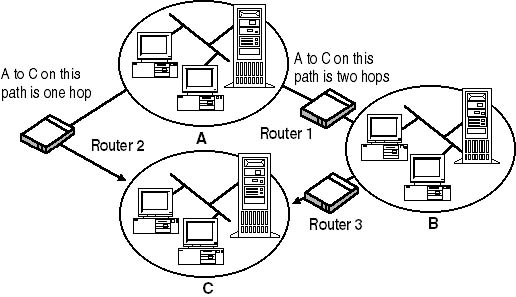 A to C on this
path is one hop
A to C on this
path is two hops
Router 2
A
Router 1
Router 3
B
C